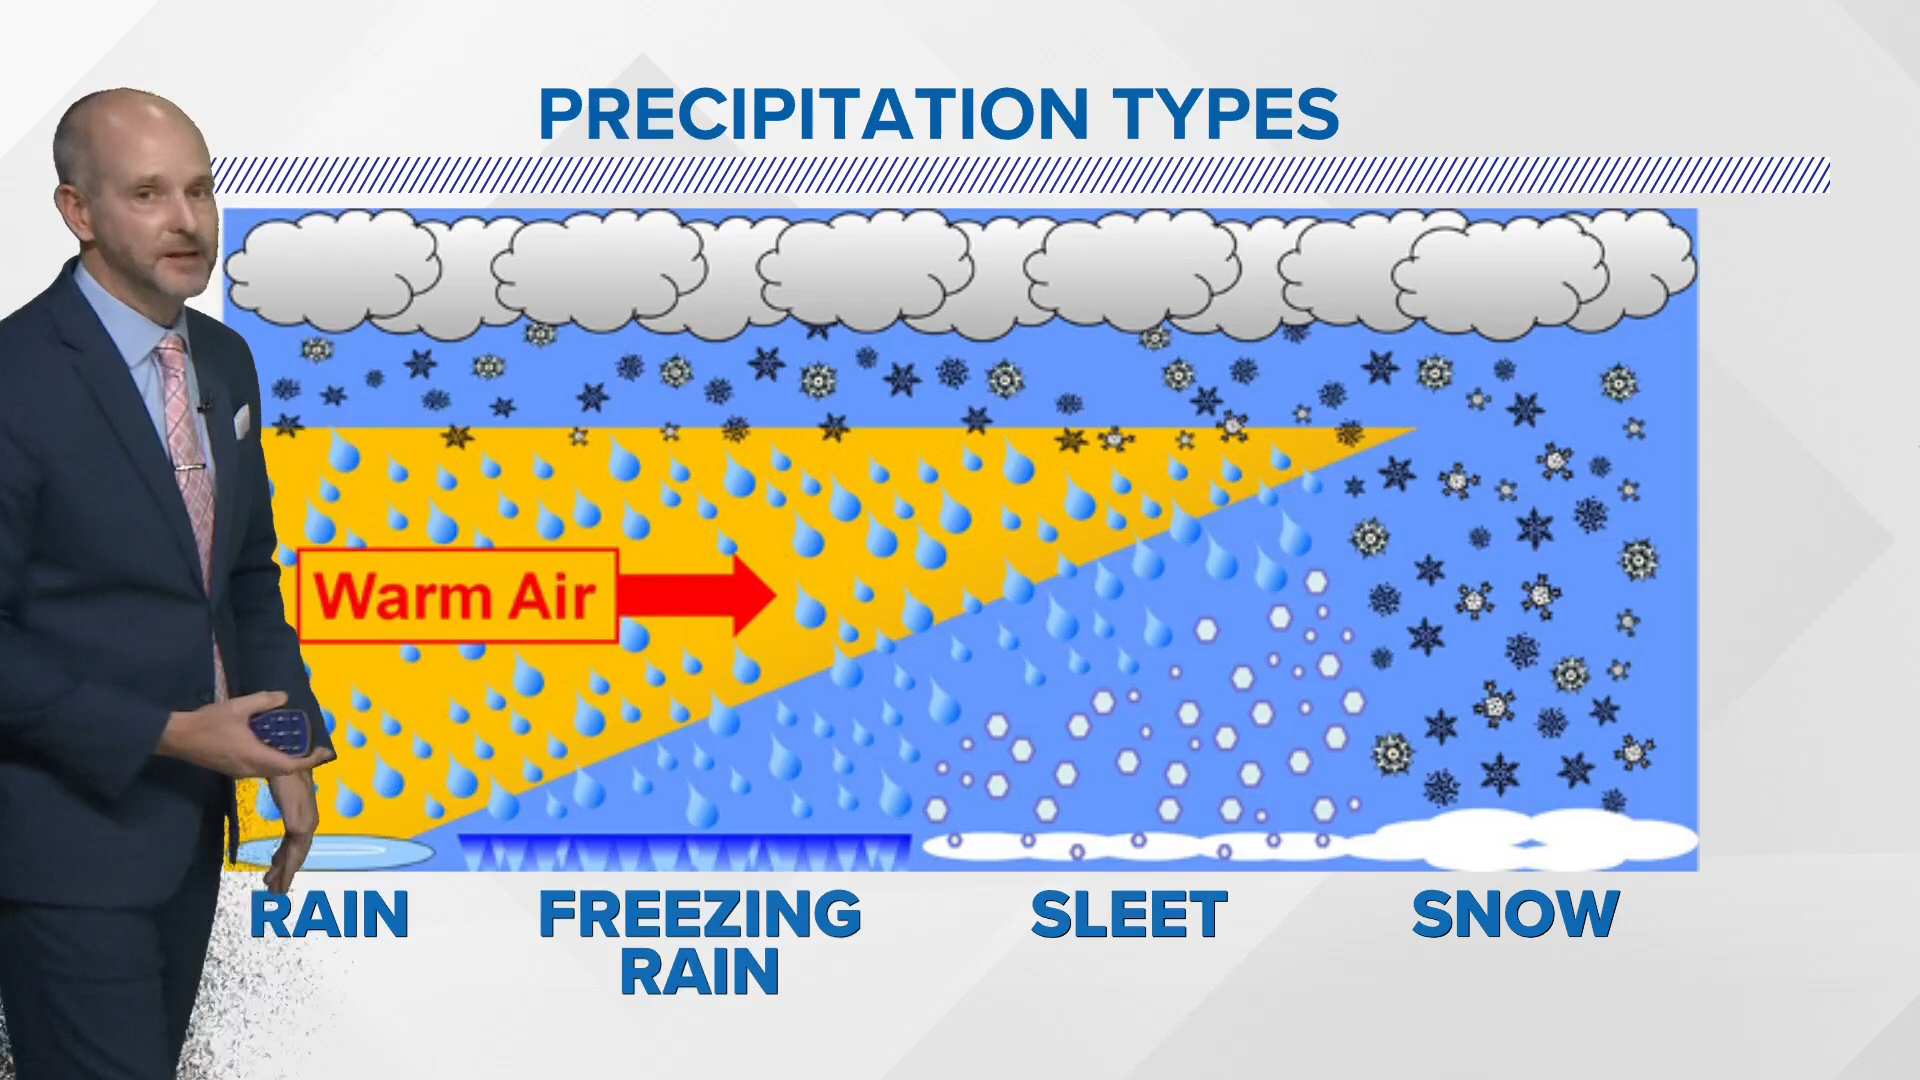 PRECIPITATION TYPES
Warm Air
RAIN
FREEZING
RAIN
SLEET
SNOW